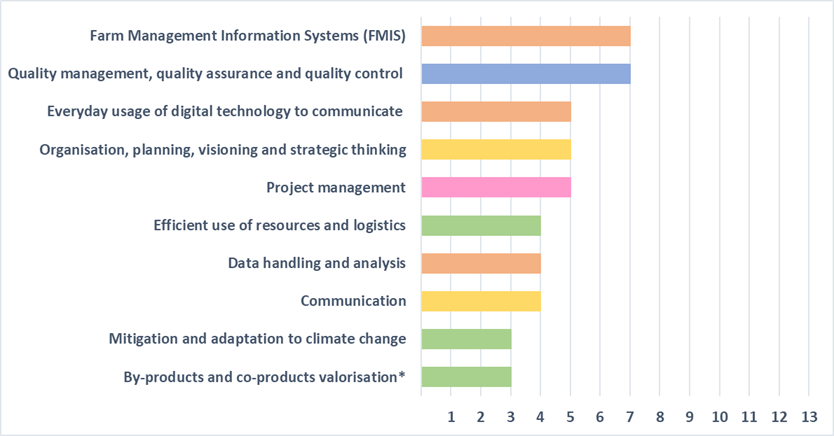 Farm Management Information Systems (FMIS)
Quality management, quality assurance and quality control
Everyday usage of digital technology to communicate
Organisation, planning, visioning and strategic thinking
Project management
Efficient use of resources and logistics
Data handling and analysis
Communication
Mitigation and adaptation to climate change
By-products and co-products valorisation*
1 2 3 4 5 6 7 8 9 10 11 12 13